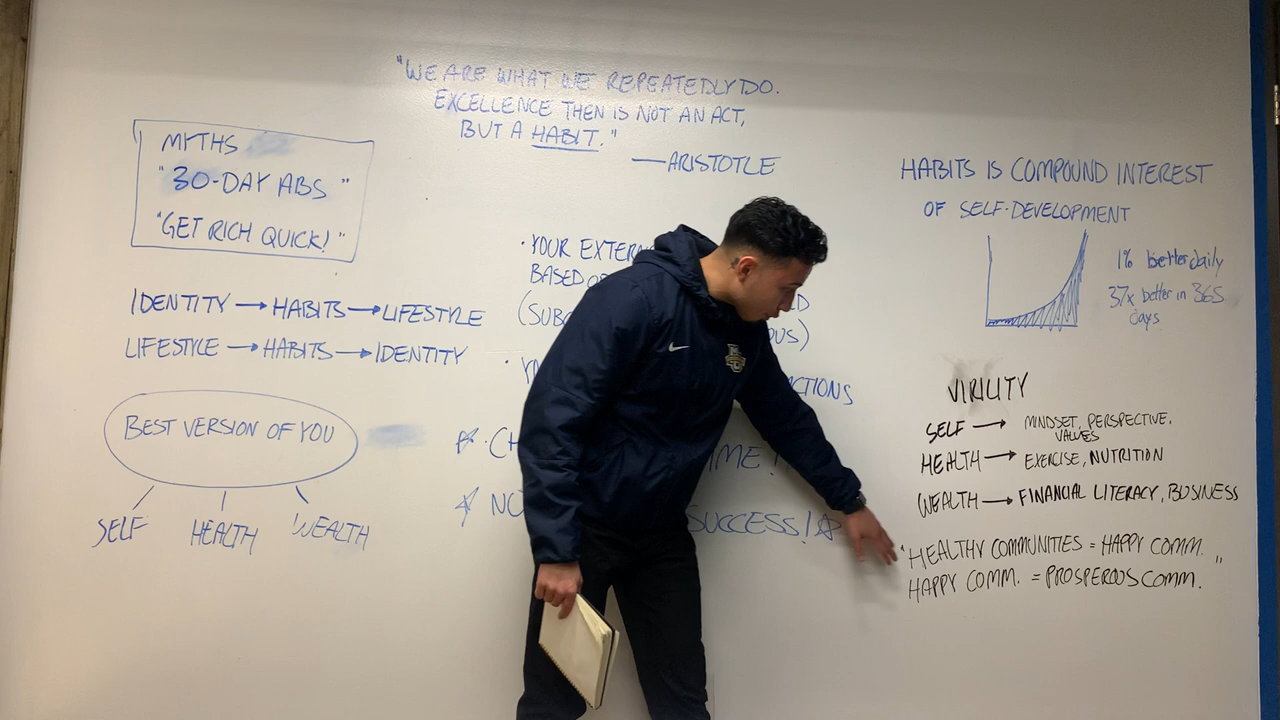 "WE ARE WHAT WE REPEATEDLY DO.
EXCELLENCE THEN IS NOT AN ACT,
BUT A HABIT."
—ARISTOTLE
MYTHS
"30-DAY ABS"
"GET RICH QUICK!"
IDENTITY → HABITS → LIFESTYLE
LIFESTYLE → HABITS → IDENTITY
BEST VERSION OF YOU
SELF HEALTH WEALTH
• YOUR
BASED
SUCCESS!
HABITS IS COMPOUND INTEREST
OF SELF-DEVELOPMENT
1% better daily
37x better in 365
days
VIRILITY
SELF → MINDSET, PERSPECTIVE,
VALUES
HEALTH → EXERCISE, NUTRITION
WEALTH → FINANCIAL LITERACY, BUSINESS
"HEALTHY COMMUNITIES = HAPPY COMM.
HAPPY COMM. = PROSPEROUS COMM."